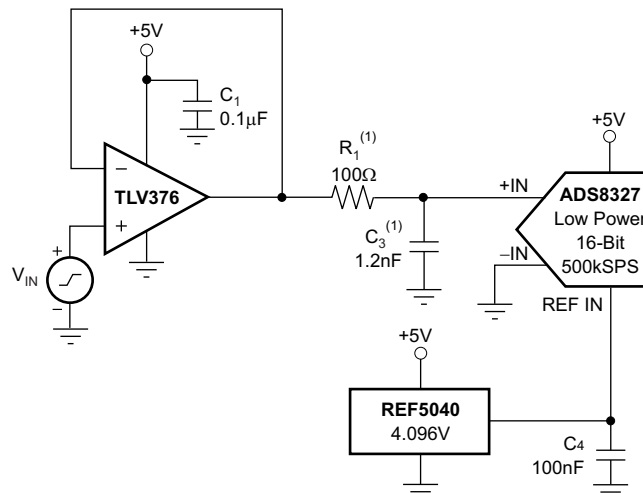 +5V
C1
0.1μF
−
TLV376
+
+
VIN
−
R1(1)
100Ω
C3(1)
1.2nF
+5V
+IN
ADS8327
Low Power
16-Bit
500kSPS
−IN
REF IN
+5V
REF5040
4.096V
C4
100nF